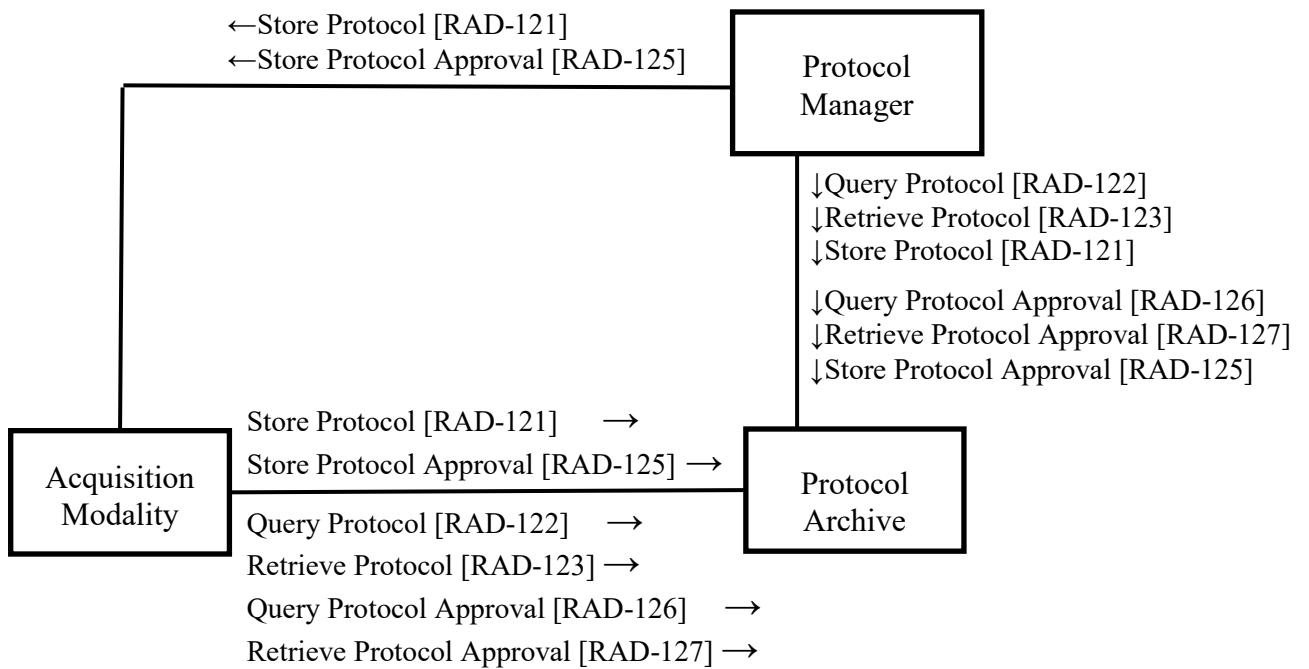 ←Store Protocol [RAD-121]
←Store Protocol Approval [RAD-125]
Protocol
Manager
↓Query Protocol [RAD-122]
↓Retrieve Protocol [RAD-123]
↓Store Protocol [RAD-121]
↓Query Protocol Approval [RAD-126]
↓Retrieve Protocol Approval [RAD-127]
↓Store Protocol Approval [RAD-125]
Store Protocol [RAD-121] →
Store Protocol Approval [RAD-125] →
Acquisition
Modality
Protocol
Archive
Query Protocol [RAD-122] →
Retrieve Protocol [RAD-123] →
Query Protocol Approval [RAD-126] →
Retrieve Protocol Approval [RAD-127] →